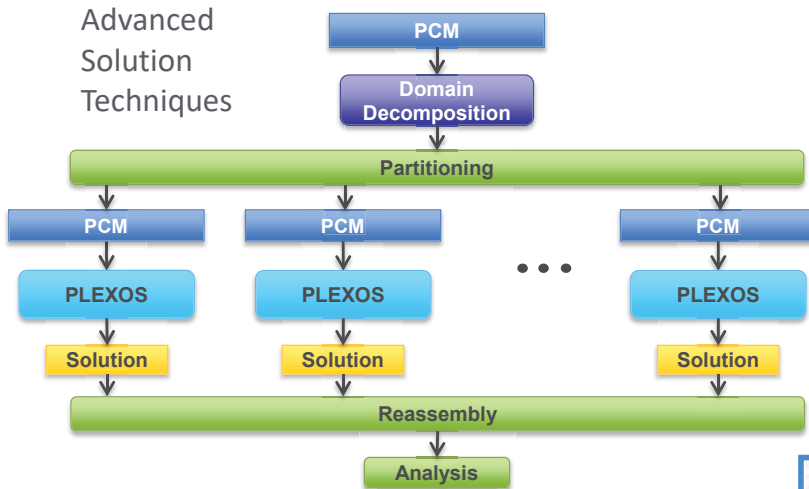 Advanced
Solution
Techniques
PCM
Domain
Decomposition
Partitioning
PCM
PCM
PCM
PLEXOS
PLEXOS
...
PLEXOS
Solution
Solution
Solution
Reassembly
Analysis